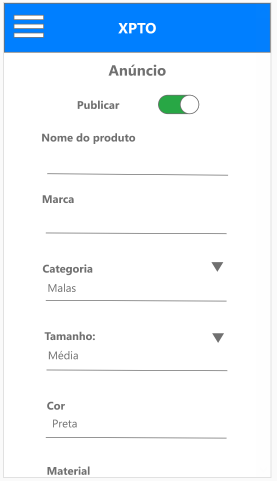 XPTO
Anúncio
Publicar
Nome do produto
Marca
Categoria
Malas
Tamanho:
Média
Cor
Preta
Material